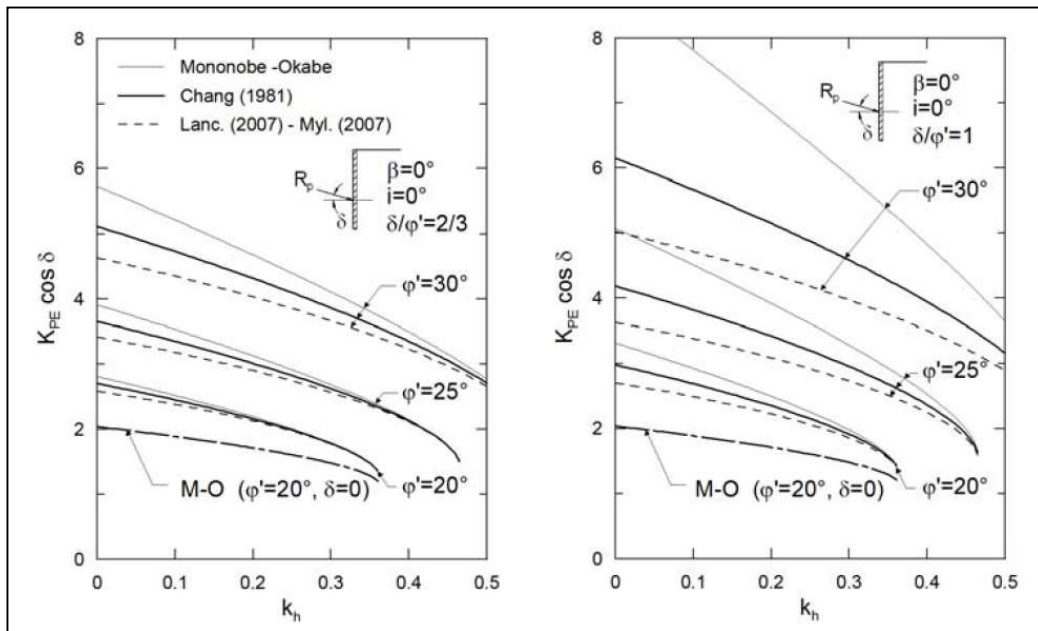 8
6
4
2
0
K_PE cos δ
Mononobe -Okabe
Chang (1981)
Lanc. (2007) - Myl. (2007)
R_p
δ
β=0°
i=0°
δ/φ'=2/3
φ'=30°
φ'=25°
φ'=20°
M-O (φ'=20°, δ=0)
0 0.1 0.2 0.3 0.4 0.5
k_h
8
6
4
2
0
K_PE cos δ
R_p
δ
β=0°
i=0°
δ/φ'=1
φ'=30°
φ'=25°
φ'=20°
M-O (φ'=20°, δ=0)
0 0.1 0.2 0.3 0.4 0.5
k_h